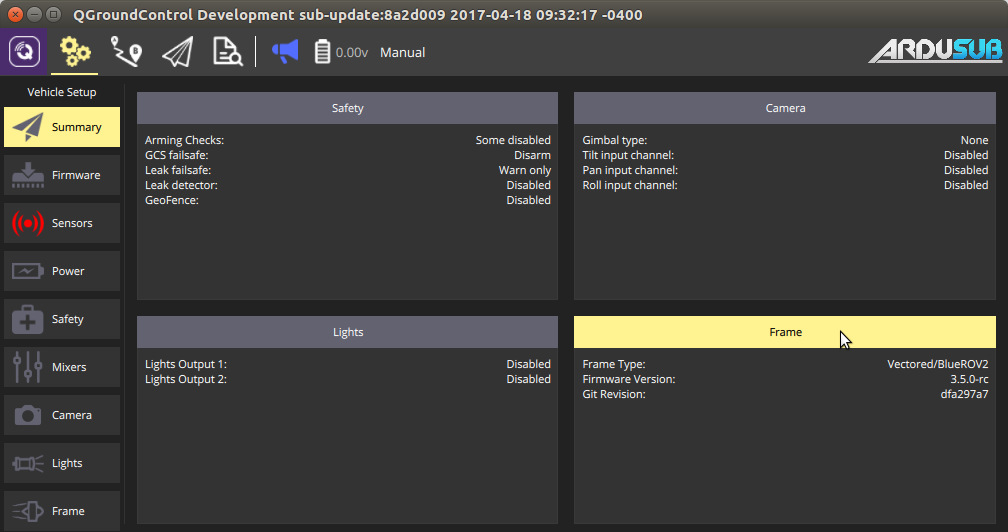 QGroundControl Development sub-update:8a2d009 2017-04-18 09:32:17 -0400
0.00v Manual
ARDUSUB
Vehicle Setup
Summary
Firmware
Sensors
Power
Safety
Mixers
Camera
Lights
Frame
Safety
Arming Checks: Some disabled
GCS failsafe: Disarm
Leak failsafe: Warn only
Leak detector: Disabled
GeoFence: Disabled
Camera
Gimbal type: None
Tilt input channel: Disabled
Pan input channel: Disabled
Roll input channel: Disabled
Lights
Lights Output 1: Disabled
Lights Output 2: Disabled
Frame
Frame Type: Vectored/BlueROV2
Firmware Version: 3.5.0-rc
Git Revision: dfa297a7